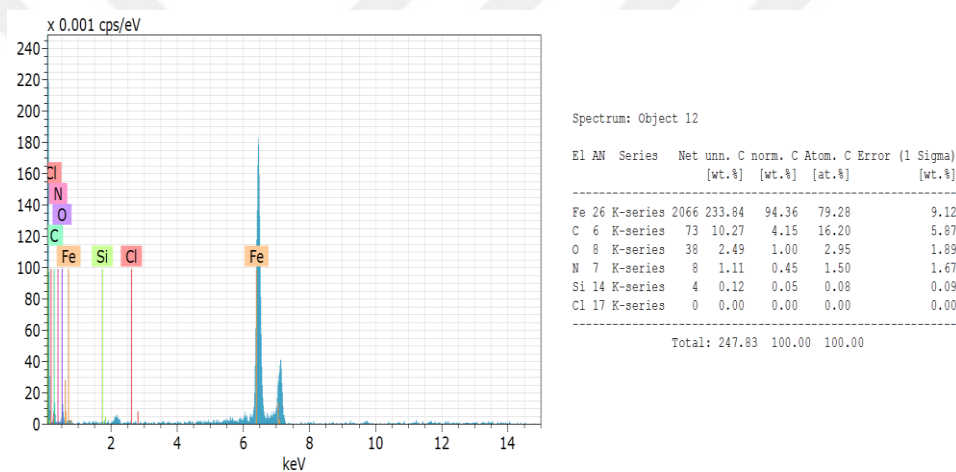 x 0.001 cps/eV
240
220
200
180
160
140
120
100
80
60
40
20
0
Cl
N
O
C
Fe Si Cl Fe
2 4 6 8 10 12 14
keV
Spectrum: Object 12
El AN Series Net unn. C norm. C Atom. C Error (1 Sigma)
[wt.%] [wt.%] [at.%] [wt.%]
Fe 26 K-series 2066 233.84 94.36 79.28 9.12
C 6 K-series 73 10.27 4.15 16.20 5.87
O 8 K-series 38 2.49 1.00 2.95 1.89
N 7 K-series 8 1.11 0.45 1.50 1.67
Si 14 K-series 4 0.12 0.05 0.08 0.09
Cl 17 K-series 0 0.00 0.00 0.00 0.00
Total: 247.83 100.00 100.00